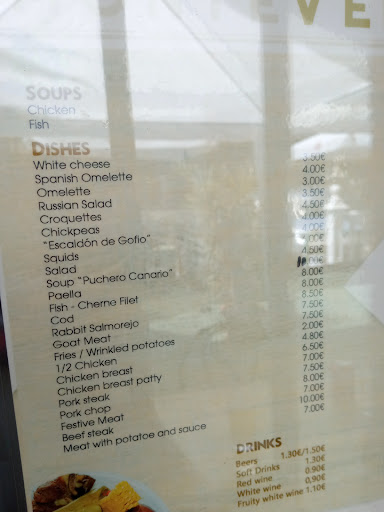 EVE
SOUPS
Chicken
Fish
DISHES
White cheese 3.50€
Spanish Omelette 4.00€
Omelette 3.00€
Russian Salad 3.50€
Croquettes 4.50€
Chickpeas 4.00€
"Escaldón de Gofio" 4.00€
Squids
Salad 4.50€
Soup "Puchero Canario"
Paella 8.00€
Fish - Cherne Filet 8.00€
Cod 8.50€
Rabbit Salmorejo 7.50€
Goat Meat 7.50€
Fries / Wrinkled potatoes 2.00€
1/2 Chicken 4.80€
Chicken breast 6.50€
Chicken breast patty 7.00€
Pork steak 7.50€
Pork chop 8.00€
Festive Meat 7.00€
Beef steak 10.00€
Meat with potatoe and sauce 7.00€
DRINKS
Beers 1.30€/1.50€
Soft Drinks 1.30€
Red wine 0.90€
White wine 0,90€
Fruity white wine 1.10€